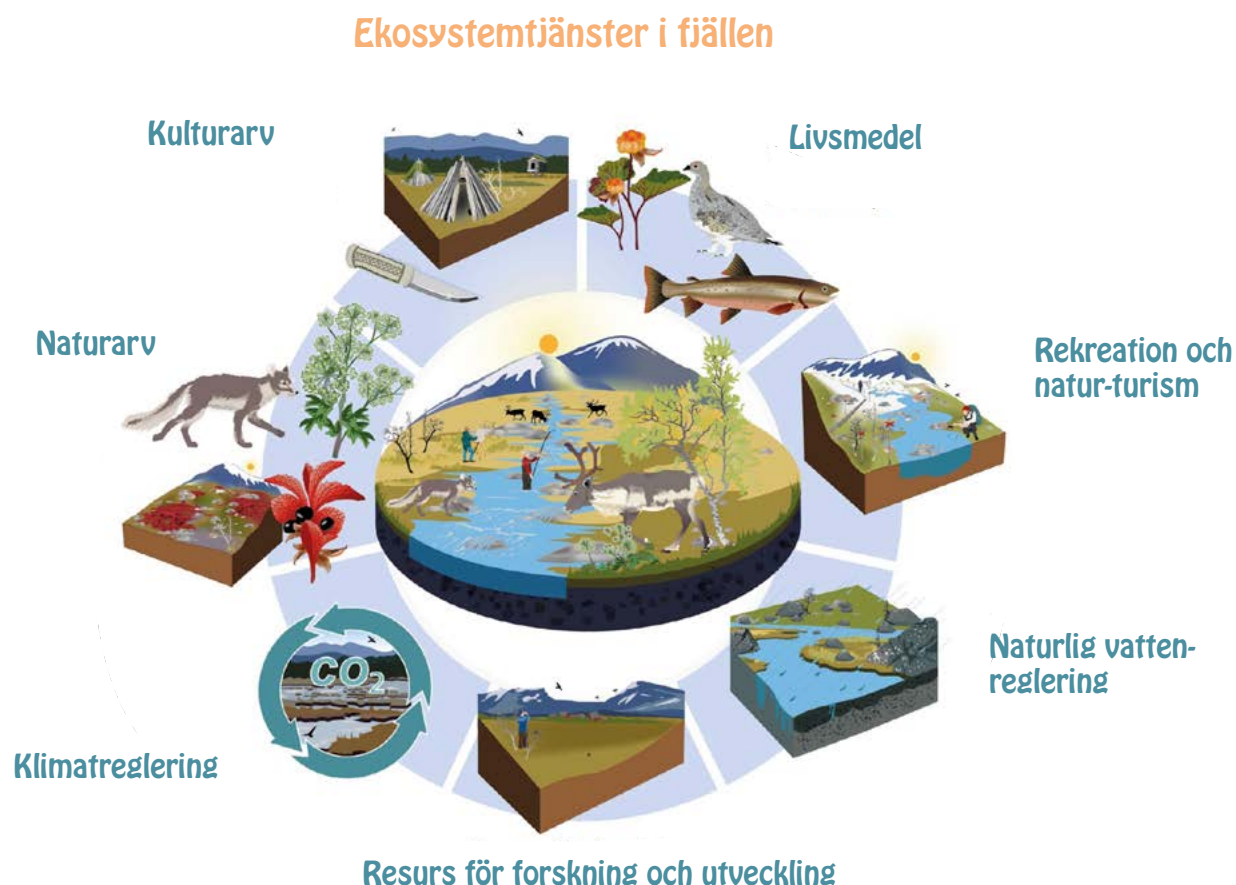 Ekosystemtjänster i fjällen
Kulturarv
Livsmedel
Naturarv
Rekreation och
natur-turism
CO₂
Naturlig vatten-
reglering
Klimatreglering
Resurs för forskning och utveckling